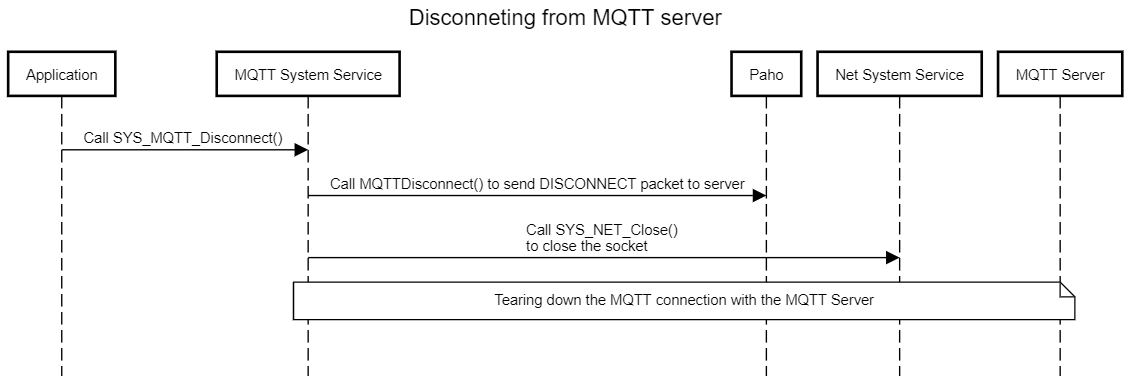 Disconneting from MQTT server
Application
MQTT System Service
Paho
Net System Service
MQTT Server
Call SYS_MQTT_Disconnect()
Call MQTTDisconnect() to send DISCONNECT packet to server
Call SYS_NET_Close()
to close the socket
Tearing down the MQTT connection with the MQTT Server